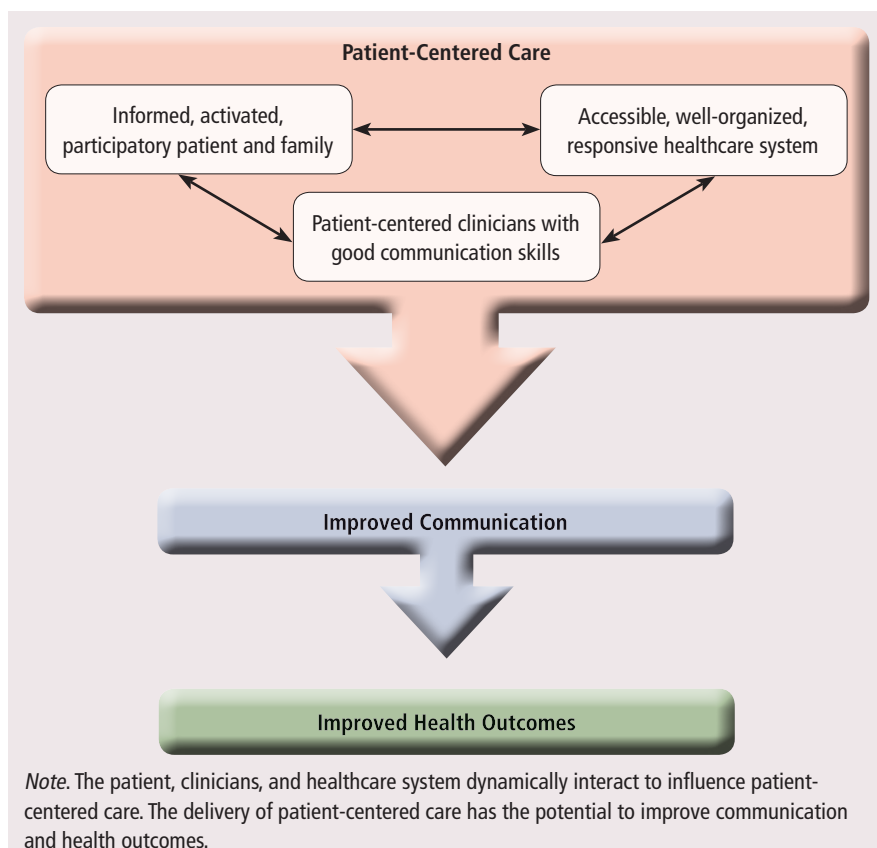 Patient-Centered Care
Informed, activated,
participatory patient and family
Accessible, well-organized,
responsive healthcare system
Patient-centered clinicians with
good communication skills
Improved Communication
Improved Health Outcomes
Note. The patient, clinicians, and healthcare system dynamically interact to influence patient-
centered care. The delivery of patient-centered care has the potential to improve communication
and health outcomes.